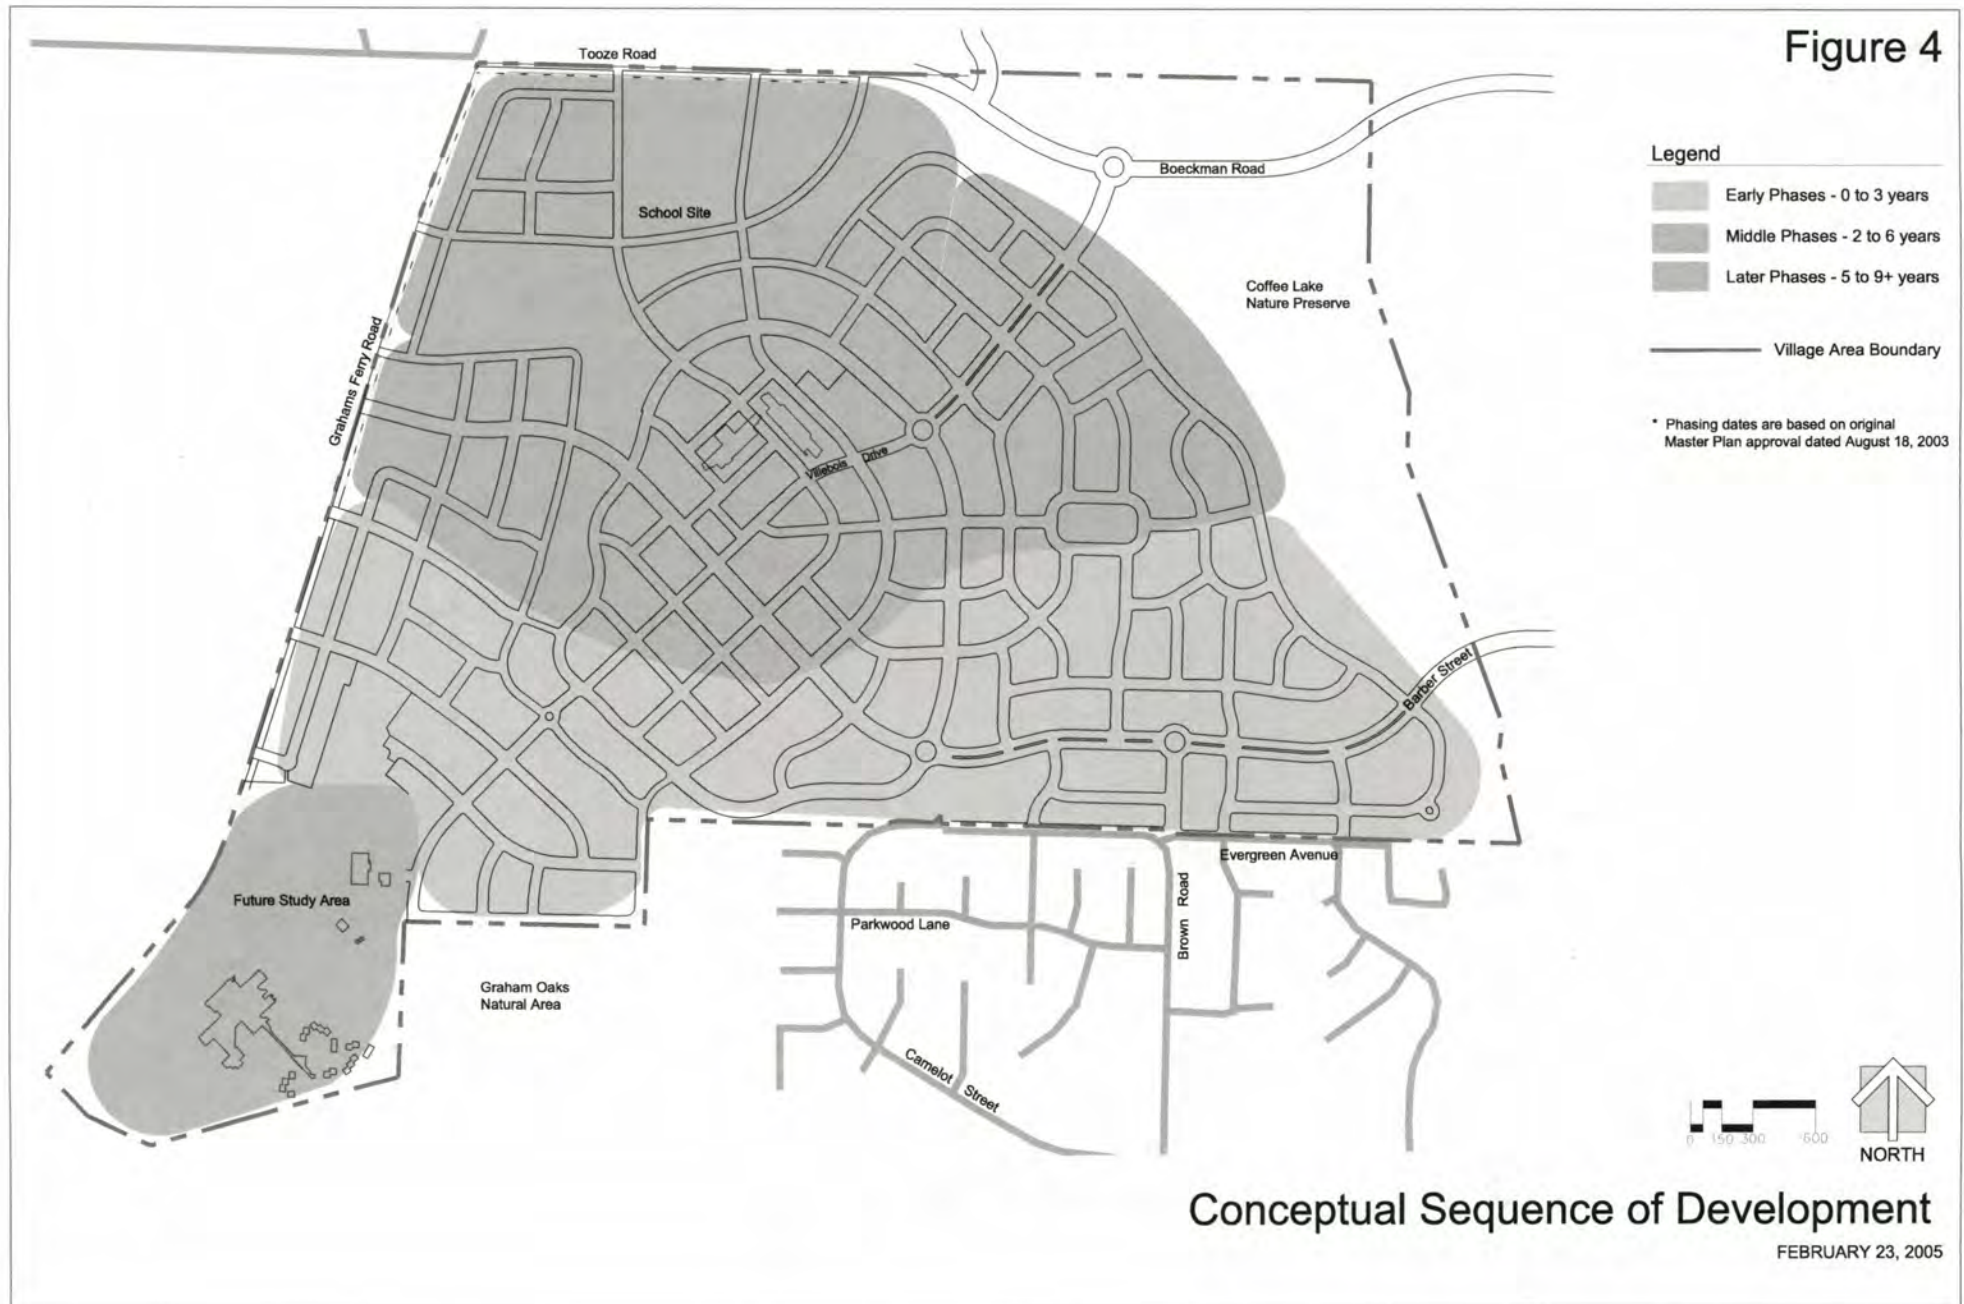 Figure 4
Tooze Road
Boeckman Road
Legend
Early Phases - 0 to 3 years
Middle Phases - 2 to 6 years
Later Phases - 5 to 9+ years
Village Area Boundary
* Phasing dates are based on original
Master Plan approval dated August 18, 2003
School Site
Coffee Lake
Nature Preserve
Grahams Ferry Road
Villebois Drive
Barber Street
Evergreen Avenue
Future Study Area
Parkwood Lane
Brown Road
Graham Oaks
Natural Area
Camelot Street
0 150 300 600
NORTH
Conceptual Sequence of Development
FEBRUARY 23, 2005